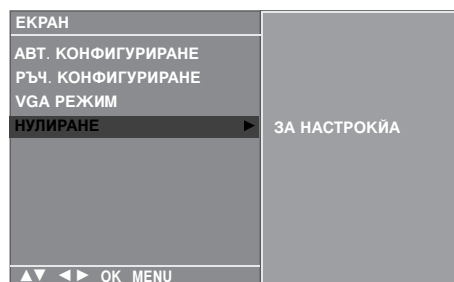 ЕКРАН
АВТ. КОНФИГУРИРАНЕ
РЪЧ. КОНФИГУРИРАНЕ
VGA РЕЖИМ
НУЛИРАНЕ ►
ЗА НАСТРОКЙА
▲▼ ◄► OK MENU